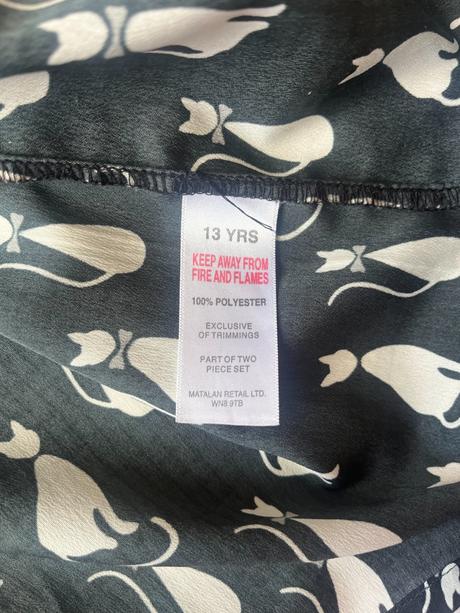 13 YRS
KEEP AWAY FROM
FIRE AND FLAMES
100% POLYESTER
EXCLUSIVE
OF TRIMMINGS
PART OF TWO
PIECE SET
MATALAN RETAIL LTD.
WN8 9TB